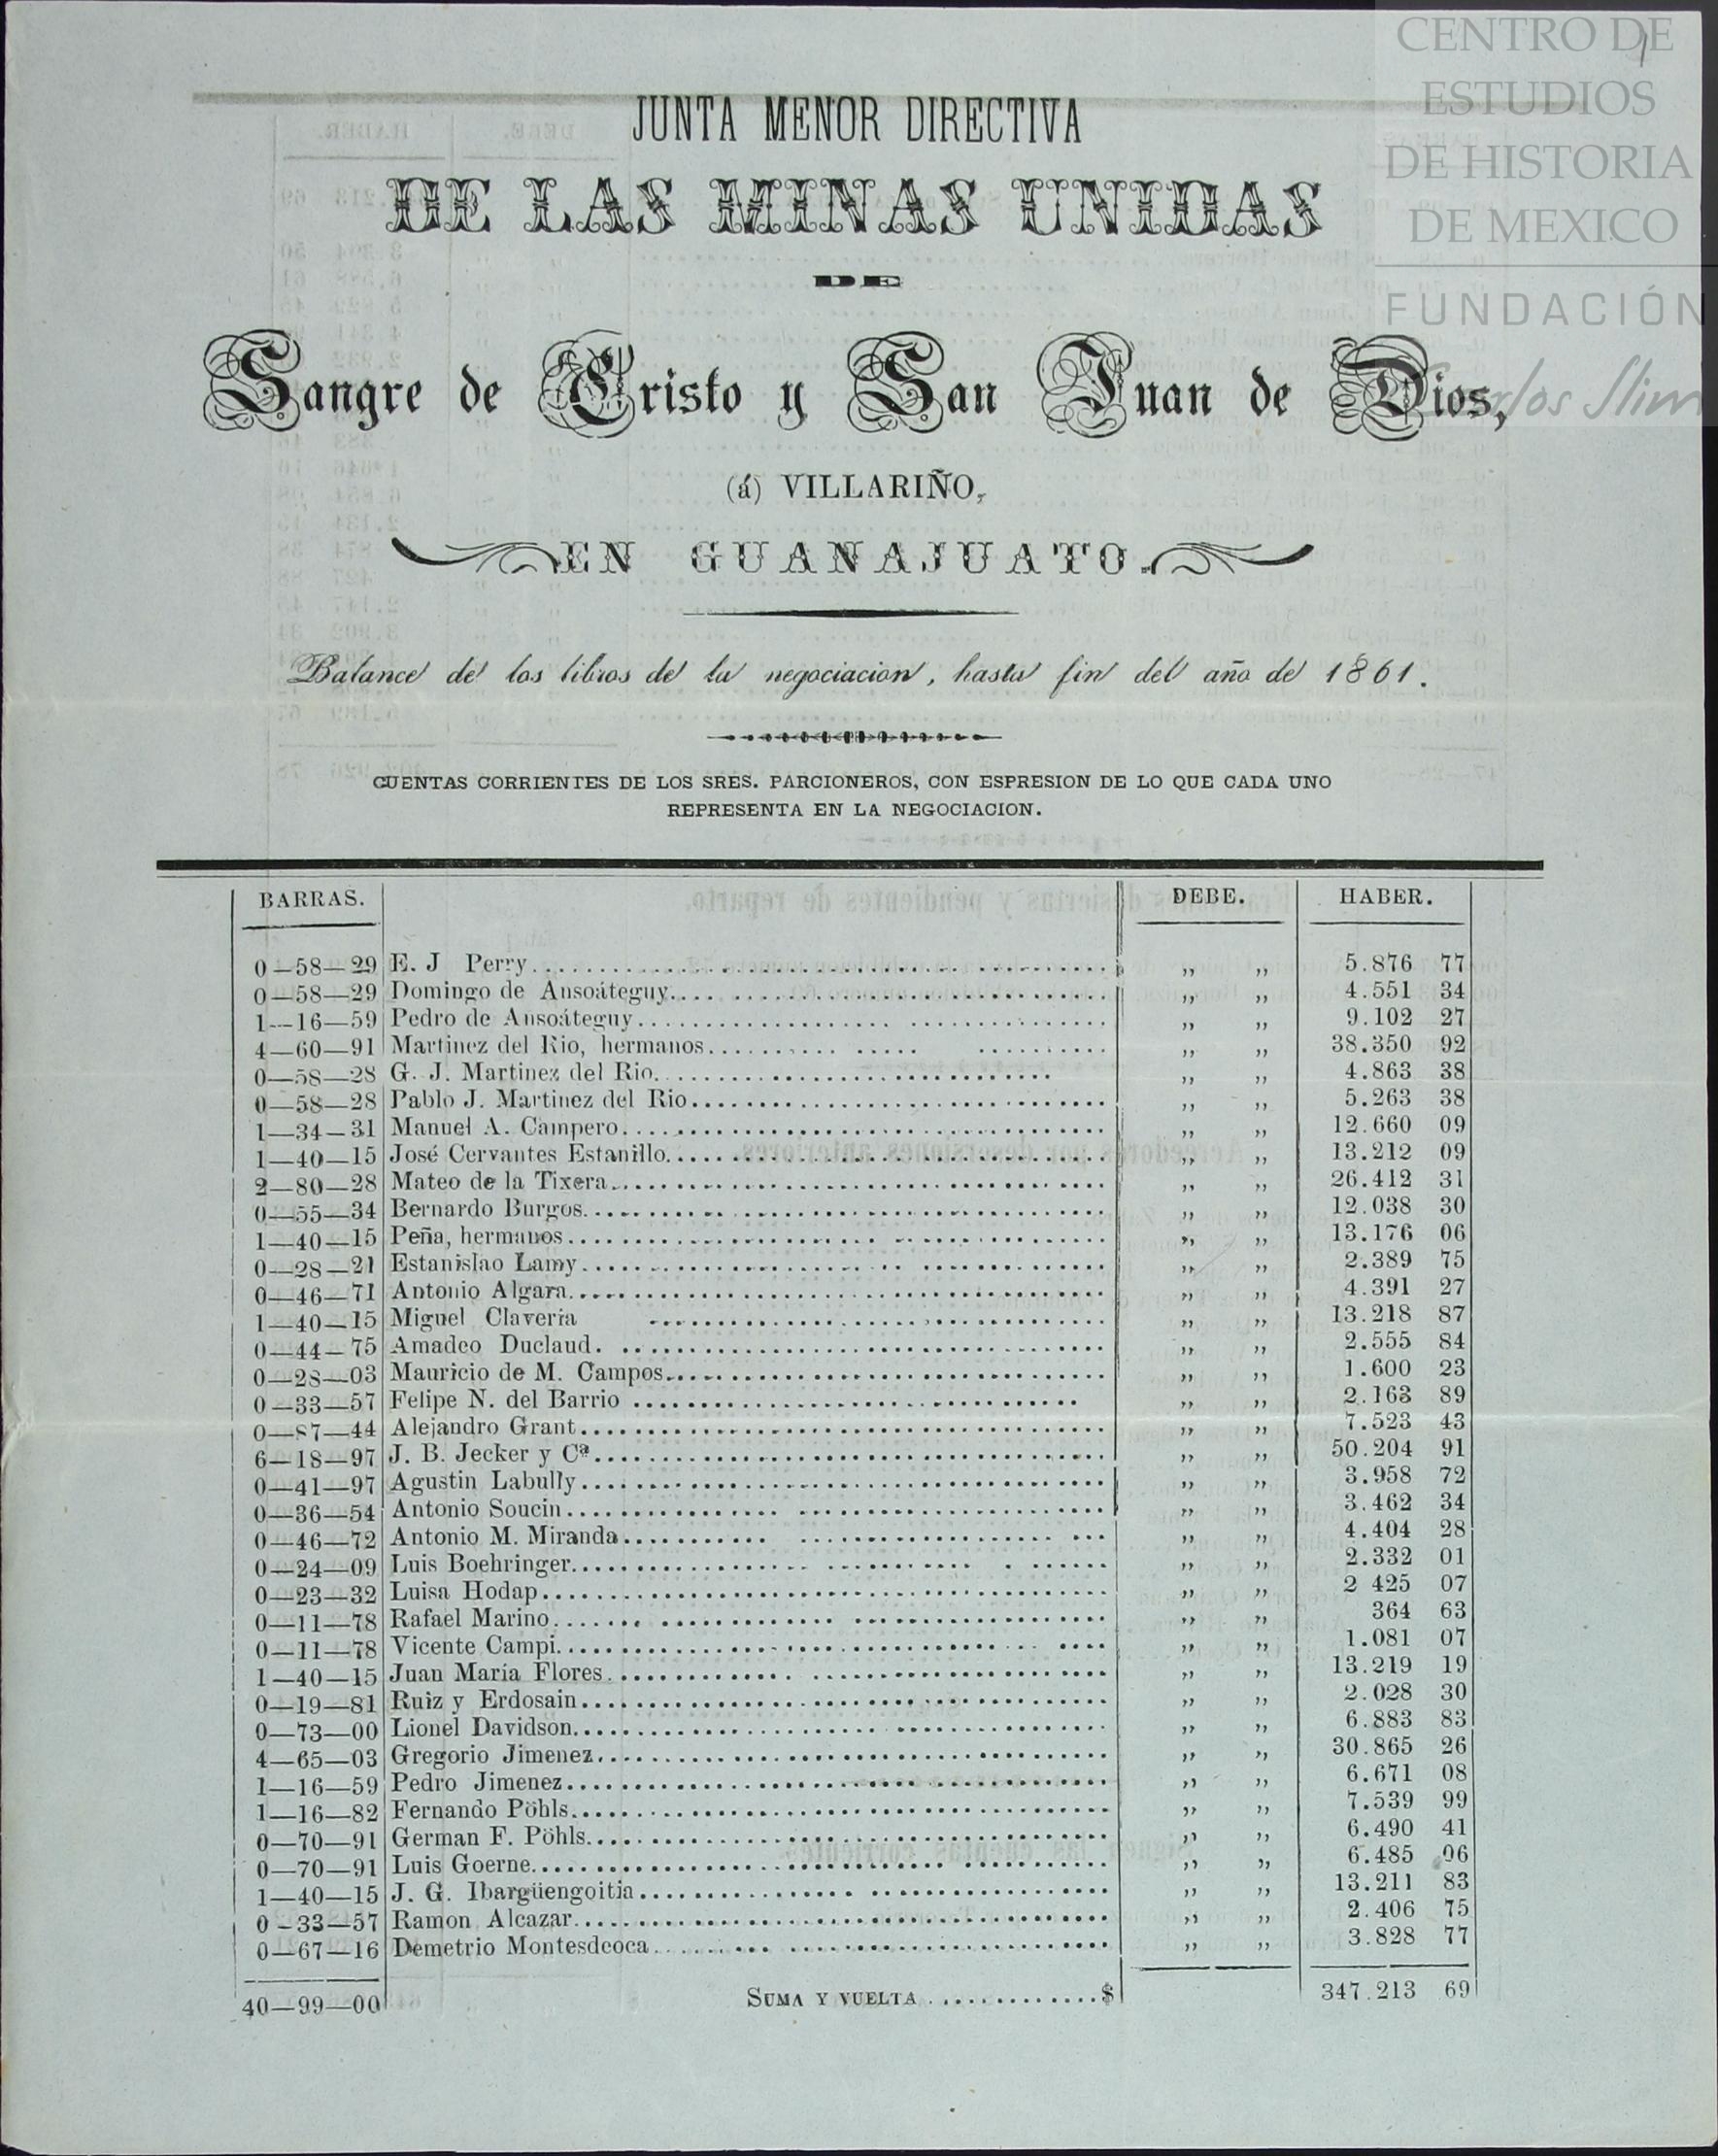 CENTRO DE
ESTUDIOS
DE HISTORIA
DE MEXICO
FUNDACIÓN
Carlos Slim
JUNTA MENOR DIRECTIVA
DE LAS MINAS UNIDAS
DE
Sangre de Cristo y San Juan de Dios,
(á) VILLARIÑO,
EN GUANAJUATO.
Balance de los libros de la negociacion, hasta fin del año de 1861.
CUENTAS CORRIENTES DE LOS SRES. PARCIONEROS, CON ESPRESION DE LO QUE CADA UNO
REPRESENTA EN LA NEGOCIACION.
BARRAS. DEBE. HABER.
0—58—29 E. J Perry.......... ,, ,, 5.876 77
0—58—29 Domingo de Ansoáteguy.......... ,, ,, 4.551 34
1—16—59 Pedro de Ansoáteguy.......... ,, ,, 9.102 27
4—60—91 Martinez del Rio, hermanos.......... ,, ,, 38.350 92
0—58—28 G. J. Martinez del Rio.......... ,, ,, 4.863 38
0—58—28 Pablo J. Martinez del Rio.......... ,, ,, 5.263 38
1—34—31 Manuel A. Campero.......... ,, ,, 12.660 09
1—40—15 José Cervantes Estanillo.......... ,, ,, 13.212 09
2—80—28 Mateo de la Tixera.......... ,, ,, 26.412 31
0—55—34 Bernardo Burgos.......... ,, ,, 12.038 30
1—40—15 Peña, hermanos.......... ,, ,, 13.176 06
0—28—21 Estanislao Lamy.......... ,, ,, 2.389 75
0—46—71 Antonio Algara.......... ,, ,, 4.391 27
1—40—15 Miguel Claveria .......... ,, ,, 13.218 87
0—44—75 Amadeo Duclaud. .......... ,, ,, 2.555 84
0—28—03 Mauricio de M. Campos.......... ,, ,, 1.600 23
0—33—57 Felipe N. del Barrio .......... ,, ,, 2.163 89
0—87—44 Alejandro Grant.......... ,, ,, 7.523 43
6—18—97 J. B. Jecker y Cª.......... ,, ,, 50.204 91
0—41—97 Agustin Labully.......... ,, ,, 3.958 72
0—36—54 Antonio Soucin.......... ,, ,, 3.462 34
0—46—72 Antonio M. Miranda.......... ,, ,, 4.404 28
0—24—09 Luis Boehringer.......... ,, ,, 2.332 01
0—23—32 Luisa Hodap.......... ,, ,, 2 425 07
0—11—78 Rafael Marino.......... ,, ,, 364 63
0—11—78 Vicente Campi.......... ,, ,, 1.081 07
1—40—15 Juan María Flores.......... ,, ,, 13.219 19
0—19—81 Ruiz y Erdosain.......... ,, ,, 2.028 30
0—73—00 Lionel Davidson.......... ,, ,, 6.883 83
4—65—03 Gregorio Jimenez.......... ,, ,, 30.865 26
1—16—59 Pedro Jimenez.......... ,, ,, 6.671 08
1—16—82 Fernando Pöhls.......... ,, ,, 7.539 99
0—70—91 German F. Pöhls.......... ,, ,, 6.490 41
0—70—91 Luis Goerne.......... ,, ,, 6.485 06
1—40—15 J. G. Ibargüengoitia.......... ,, ,, 13.211 83
0—33—57 Ramon Alcazar.......... ,, ,, 2.406 75
0—67—16 Demetrio Montesdeoca.......... ,, ,, 3.828 77
40—99—00 SUMA Y VUELTA ..........$ 347.213 69